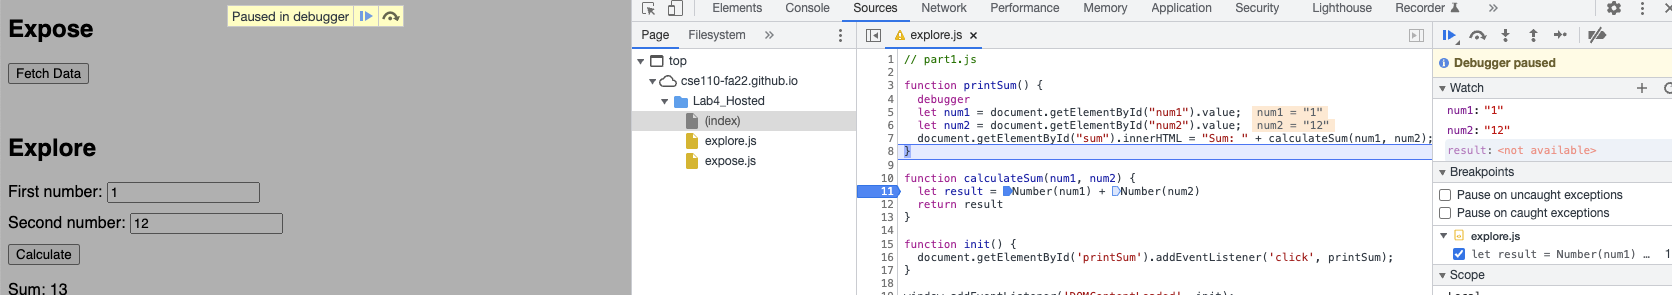 Paused in debugger
Expose
Fetch Data
Explore
First number: 1
Second number: 12
Calculate
Sum: 13
Elements Console Sources Network Performance Memory Application Security Lighthouse Recorder »
Page Filesystem »
top
cse110-fa22.github.io
Lab4_Hosted
(index)
explore.js
expose.js
explore.js ×
1 // part1.js
2
3 function printSum() {
4 debugger
5 let num1 = document.getElementById("num1").value; num1 = "1"
6 let num2 = document.getElementById("num2").value; num2 = "12"
7 document.getElementById("sum").innerHTML = "Sum: " + calculateSum(num1, num2);
8 }
9
10 function calculateSum(num1, num2) {
11 let result = Number(num1) + Number(num2)
12 return result
13 }
14
15 function init() {
16 document.getElementById('printSum').addEventListener('click', printSum);
17 }
18
window.addEventListener('DOMContentLoaded', init);
Debugger paused
Watch
num1: "1"
num2: "12"
result: <not available>
Breakpoints
Pause on uncaught exceptions
Pause on caught exceptions
explore.js
let result = Number(num1) … 1
Scope
Local